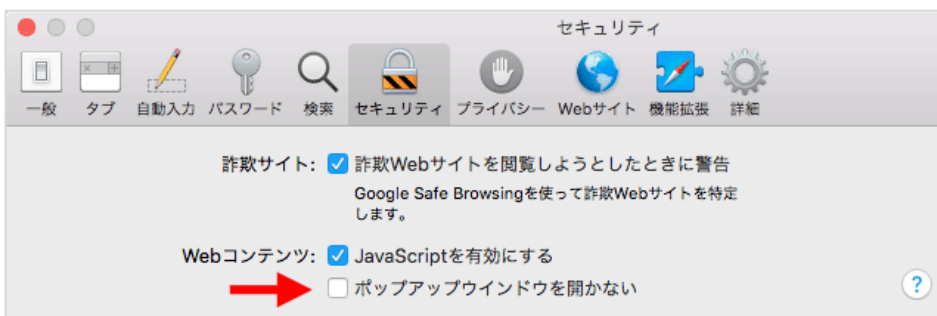 セキュリティ
一般 タブ 自動入力 パスワード 検索 セキュリティ プライバシー Webサイト 機能拡張 詳細
詐欺サイト: 詐欺Webサイトを閲覧しようとしたときに警告
Google Safe Browsingを使って詐欺Webサイトを特定
します。
Webコンテンツ: JavaScriptを有効にする
ポップアップウインドウを開かない
?